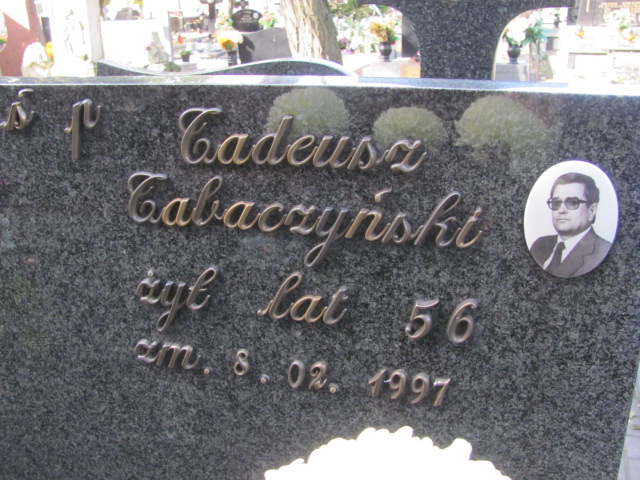 ś p Tadeusz
Tabaczyński
żył lat 56
zm. 8.02.1997